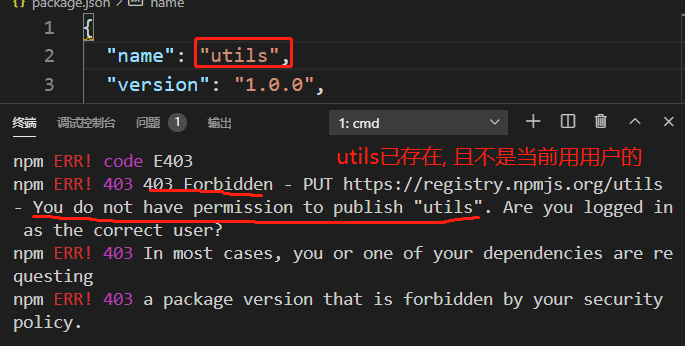 {} package.json > name
1 {
2 "name": "utils",
3 "version": "1.0.0",
终端 调试控制台 问题 1 输出 1: cmd
npm ERR! code E403
utils已存在, 且不是当前用用户的
npm ERR! 403 403 Forbidden - PUT https://registry.npmjs.org/utils
- You do not have permission to publish "utils". Are you logged in
as the correct user?
npm ERR! 403 In most cases, you or one of your dependencies are re
questing
npm ERR! 403 a package version that is forbidden by your security
policy.